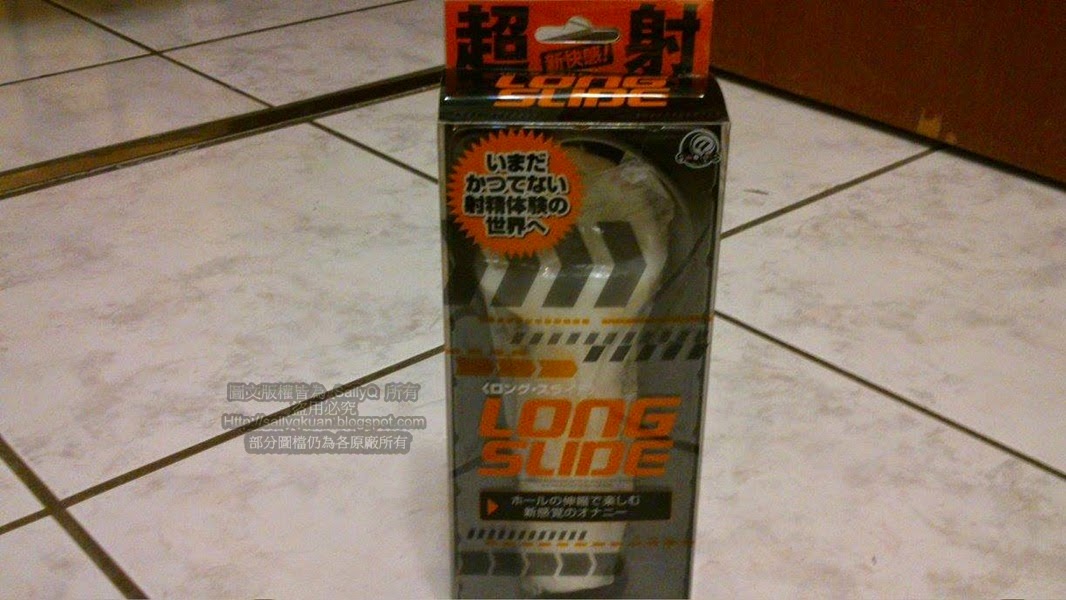 超 射
新快感!
LONG
SLIDE
いまだ
かつてない
射精体験の
世界へ
〈ロング・スライド〉
LONG
SLIDE
ホールの伸縮で楽しむ
新感覚のオナニー
圖文版權皆為 SallyQ 所有
盜用必究
Http://sallyqkuan.blogspot.com
部分圖檔仍為各原廠所有